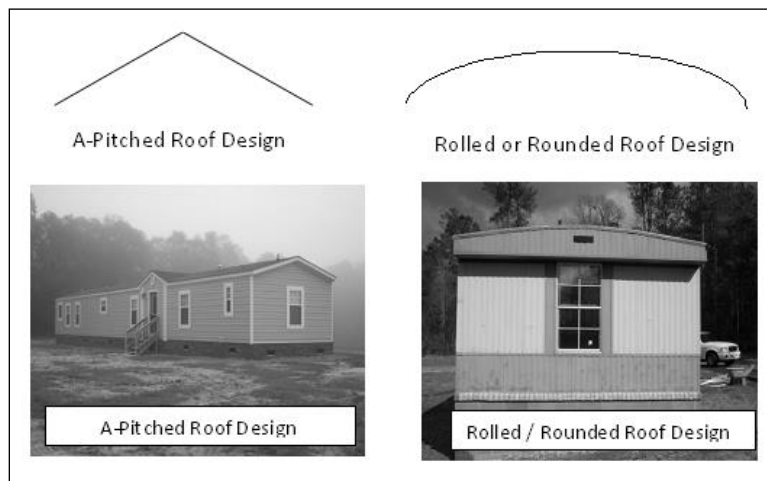 A-Pitched Roof Design
Rolled or Rounded Roof Design
A-Pitched Roof Design
Rolled / Rounded Roof Design